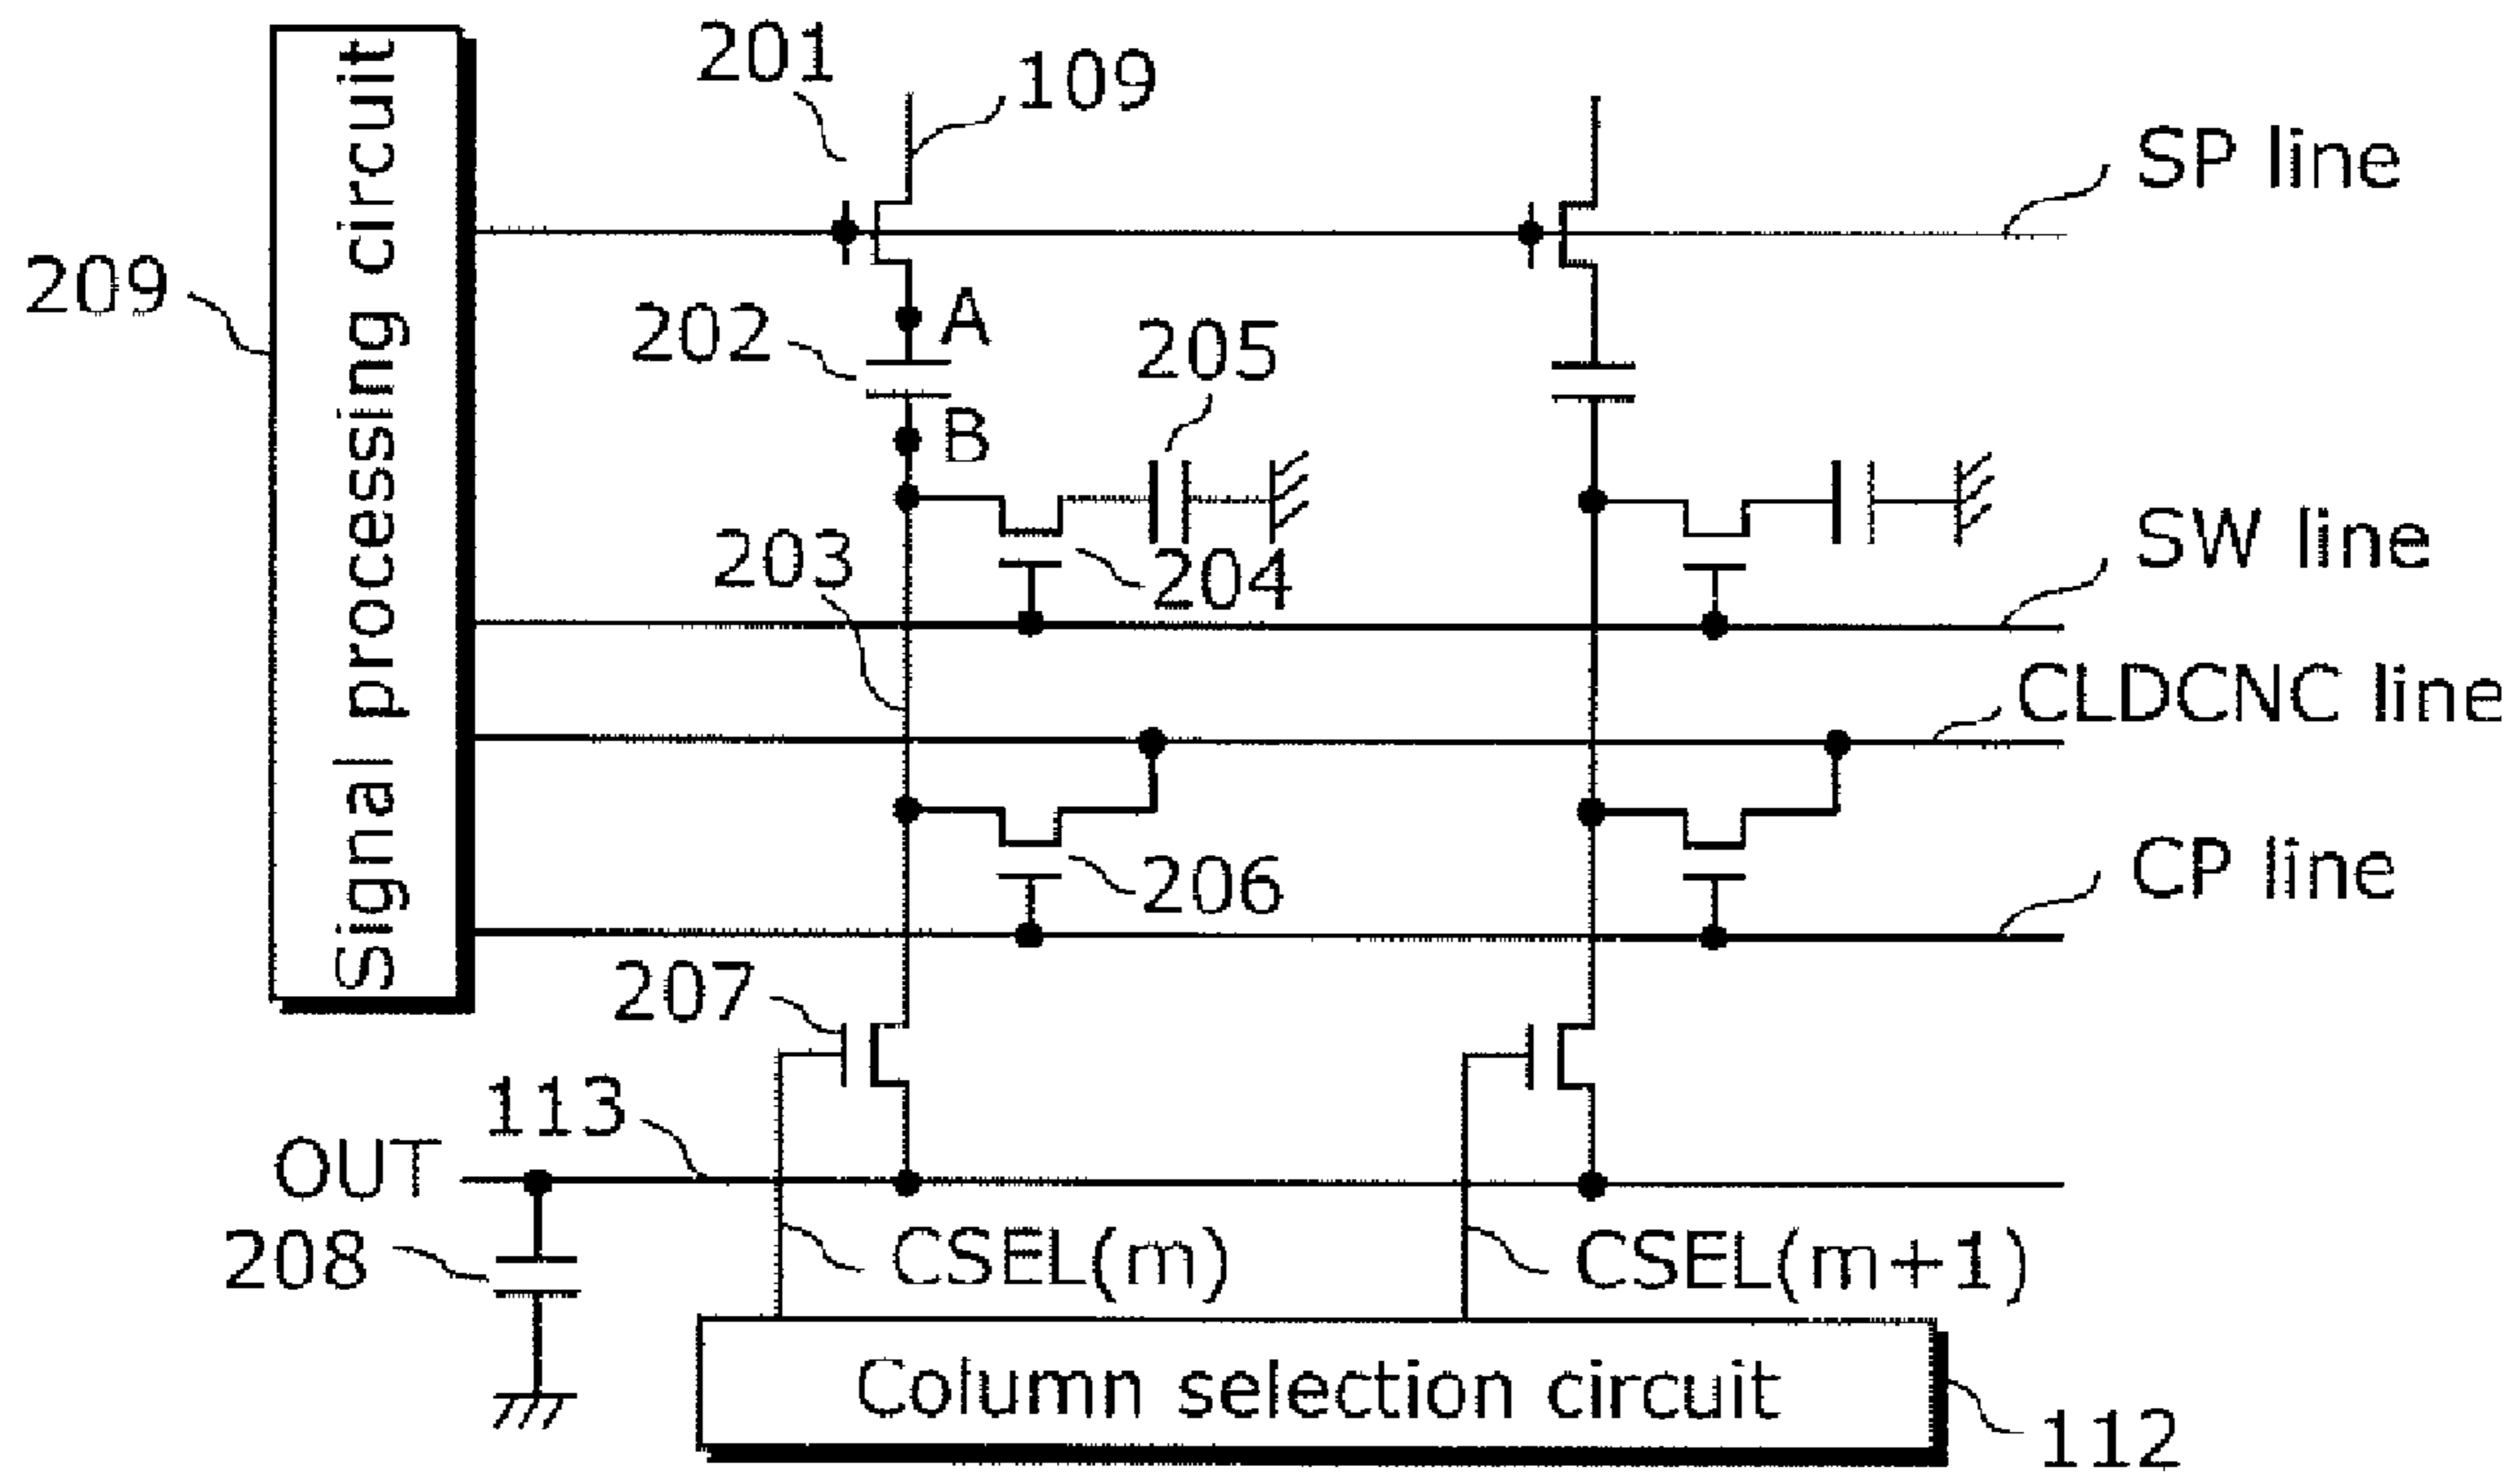 201
109
SP line
Signal processing circuit
209
A
202
205
B
203
204
SW line
CLDCNC line
206
CP line
207
113
OUT
208
CSEL(m)
CSEL(m+1)
Column selection circuit
112